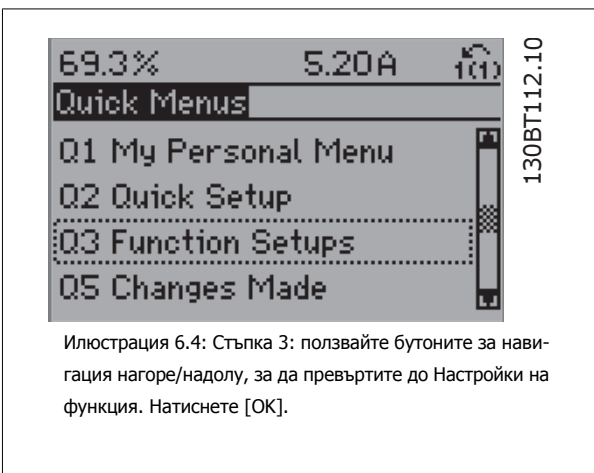 69.3% 5.20A 1(1)
Quick Menus
Q1 My Personal Menu
Q2 Quick Setup
Q3 Function Setups
Q5 Changes Made
130BT112.10
Илюстрация 6.4: Стъпка 3: ползвайте бутоните за нави-
гация нагоре/надолу, за да превъртите до Настройки на
функция. Натиснете [OK].